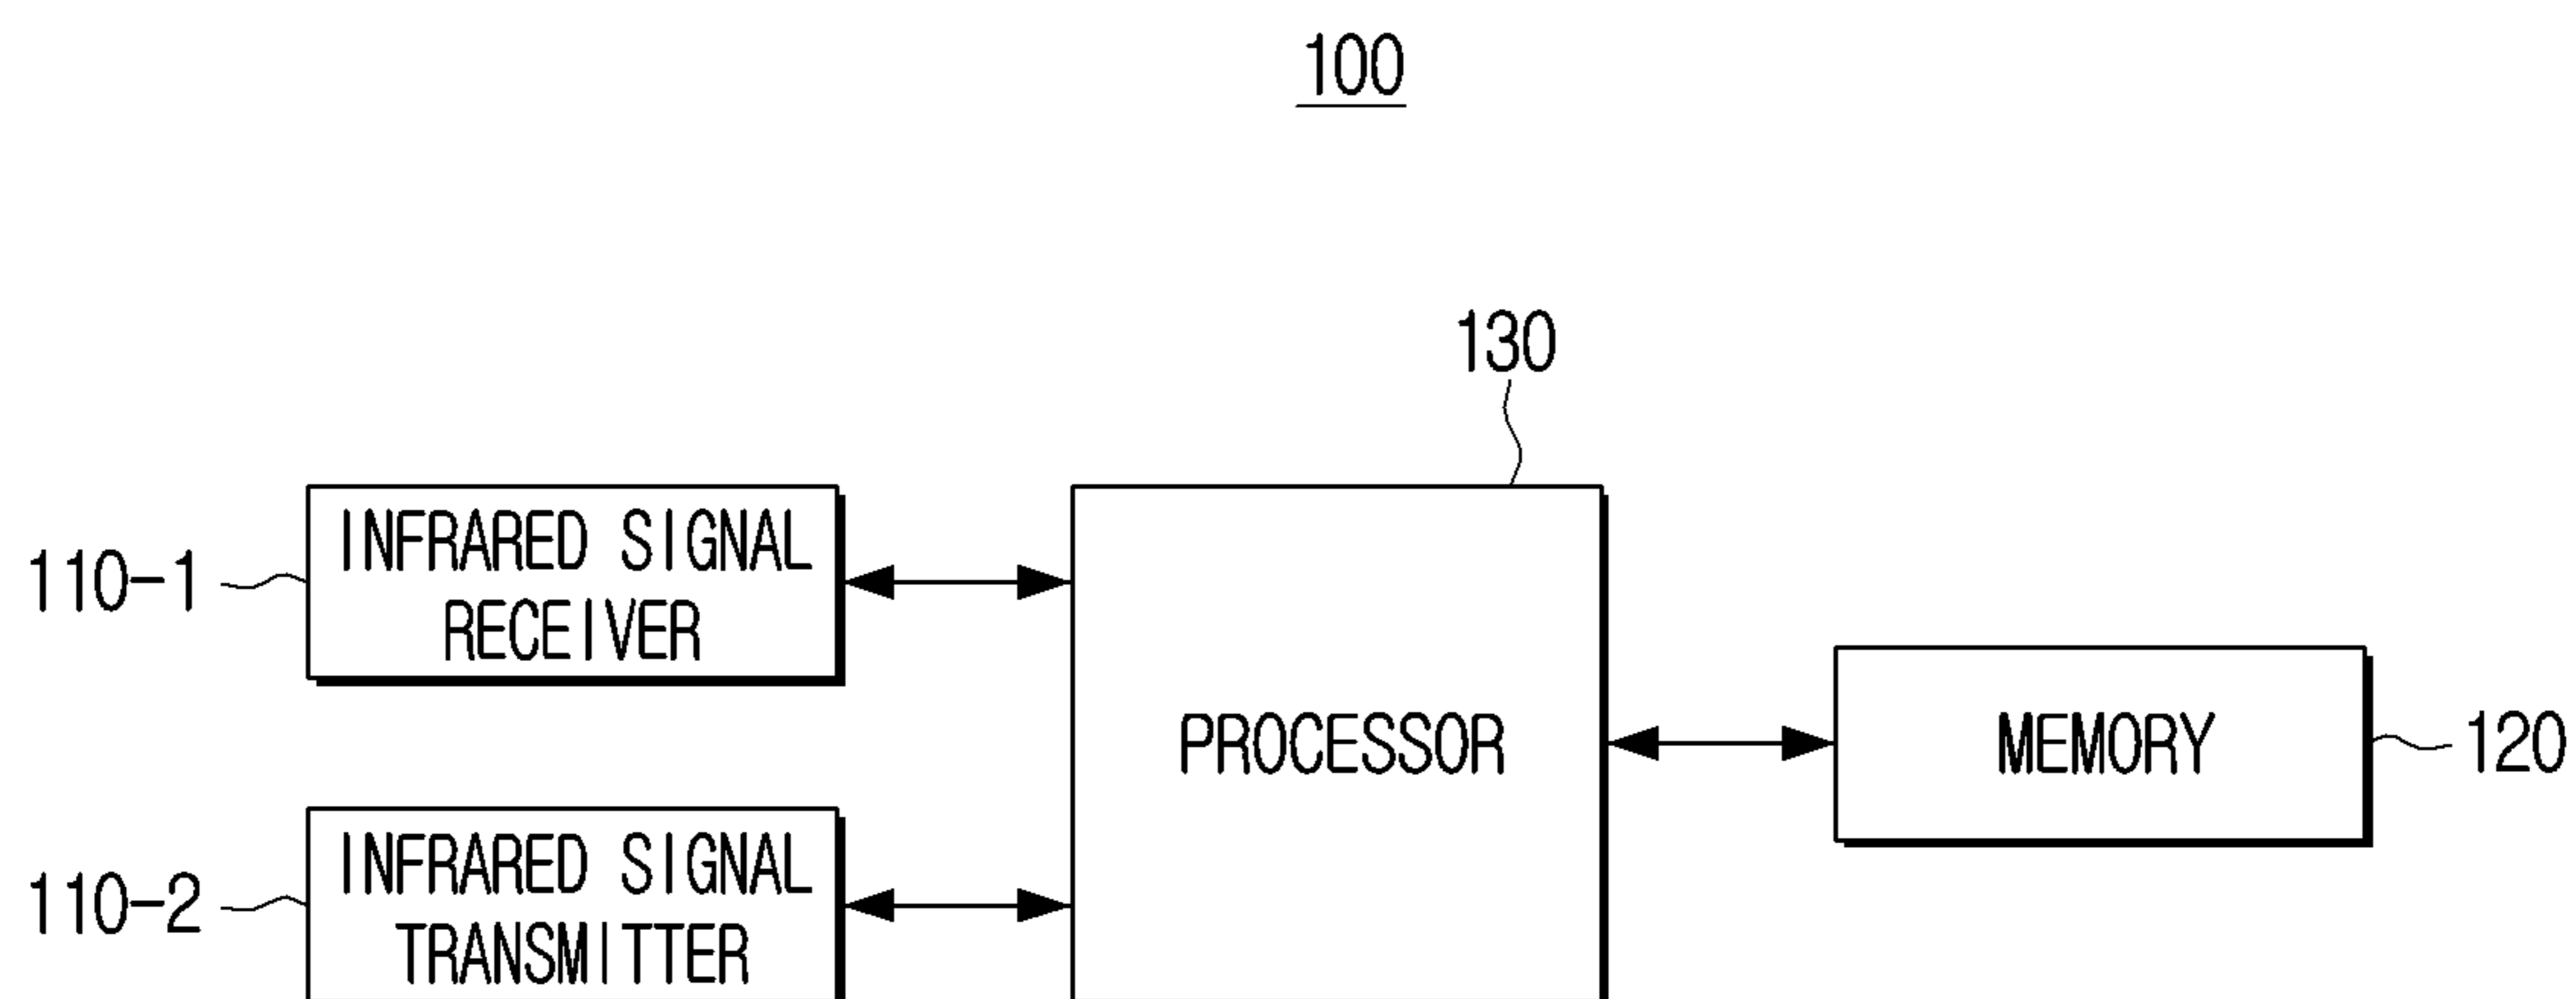 100
130
110-1
INFRARED SIGNAL
RECEIVER
PROCESSOR
MEMORY
120
110-2
INFRARED SIGNAL
TRANSMITTER